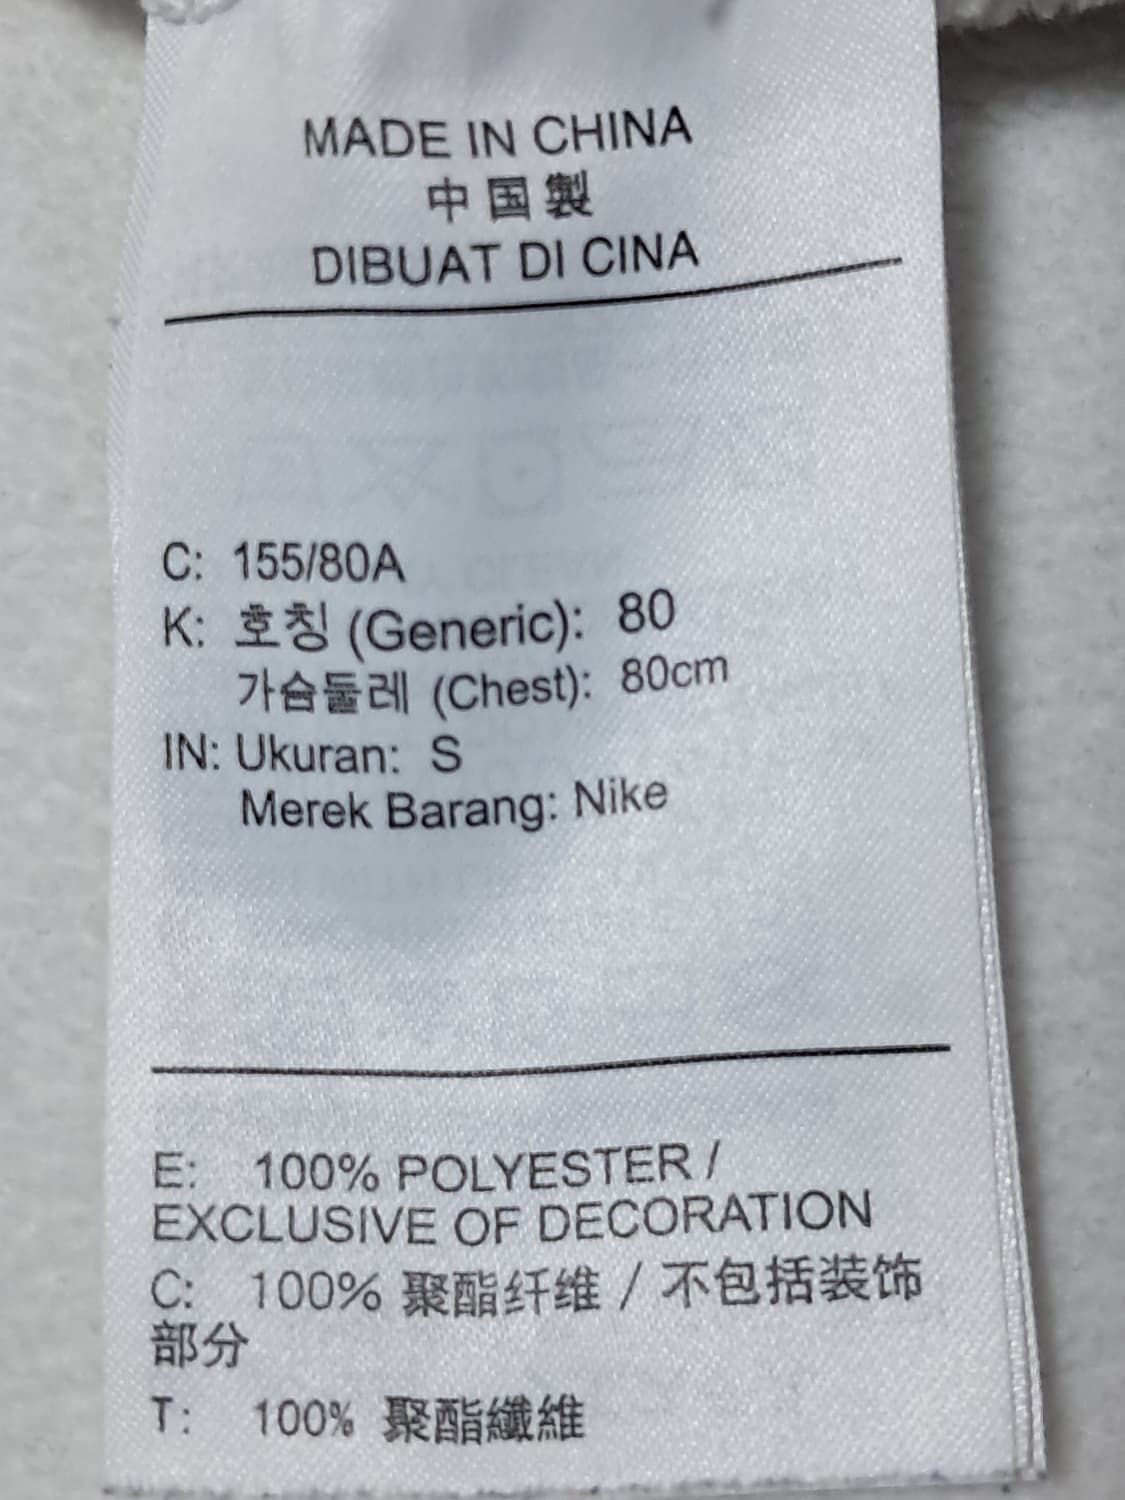 MADE IN CHINA
中国製
DIBUAT DI CINA
C: 155/80A
K: 호칭 (Generic): 80
가슴둘레 (Chest): 80cm
IN: Ukuran: S
Merek Barang: Nike
E: 100% POLYESTER /
EXCLUSIVE OF DECORATION
C: 100% 聚酯纤维 / 不包括装饰
部分
T: 100% 聚酯纖維